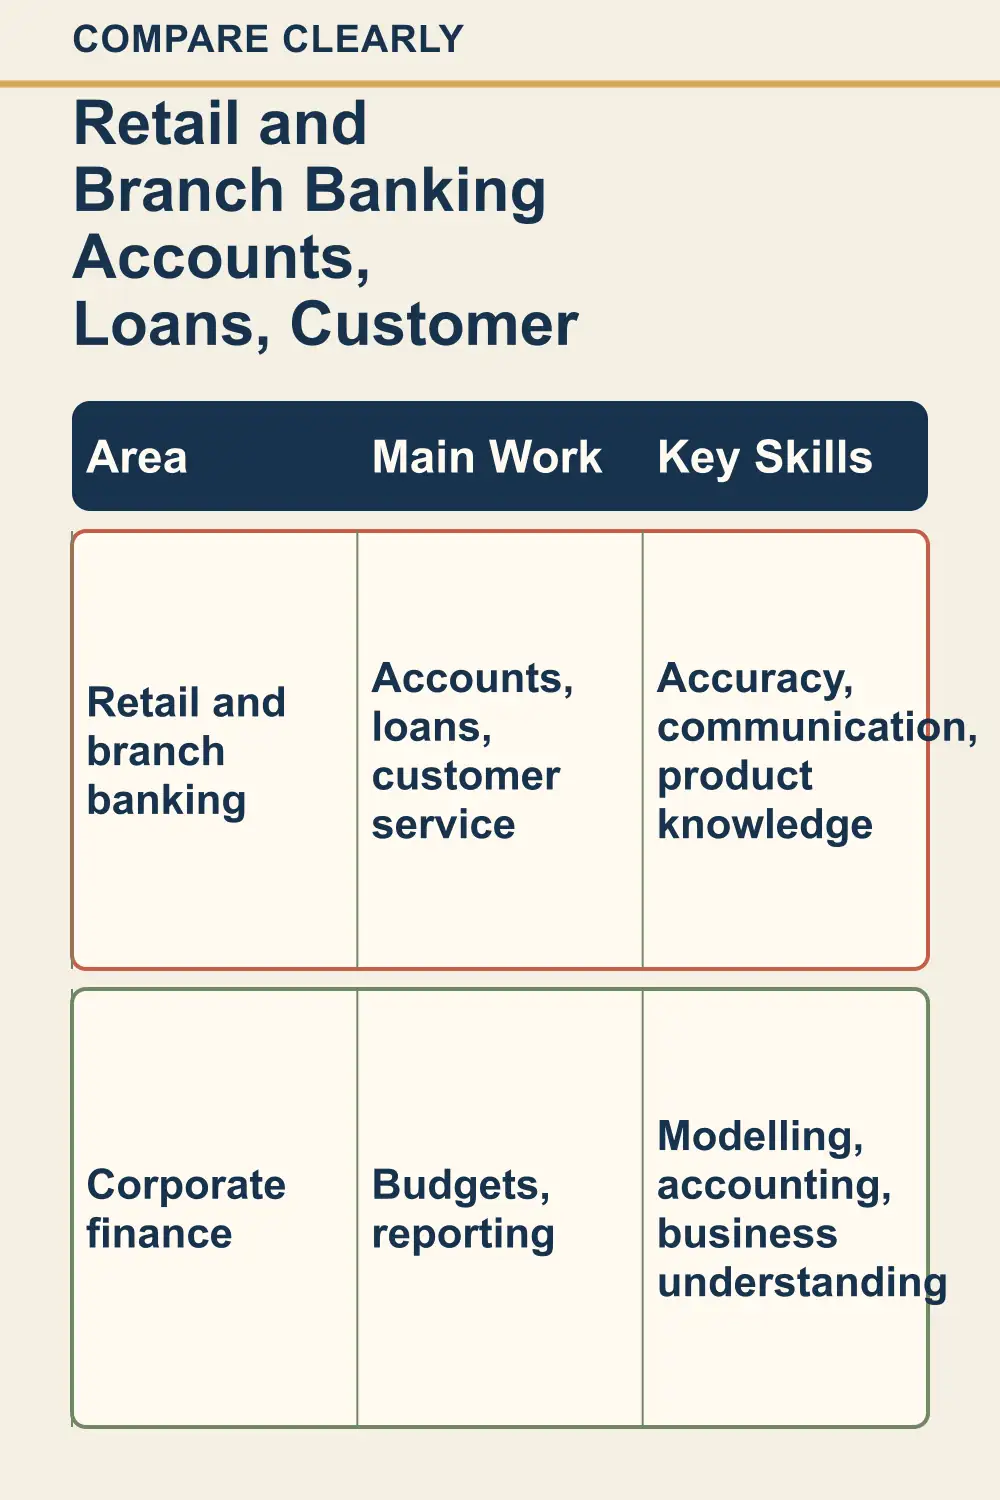 COMPARE CLEARLY
Retail and
Branch Banking
Accounts,
Loans, Customer
Area
Main Work
Key Skills
Retail and
branch
banking
Accounts,
loans,
customer
service
Accuracy,
communication,
product
knowledge
Corporate
finance
Budgets,
reporting
Modelling,
accounting,
business
understanding